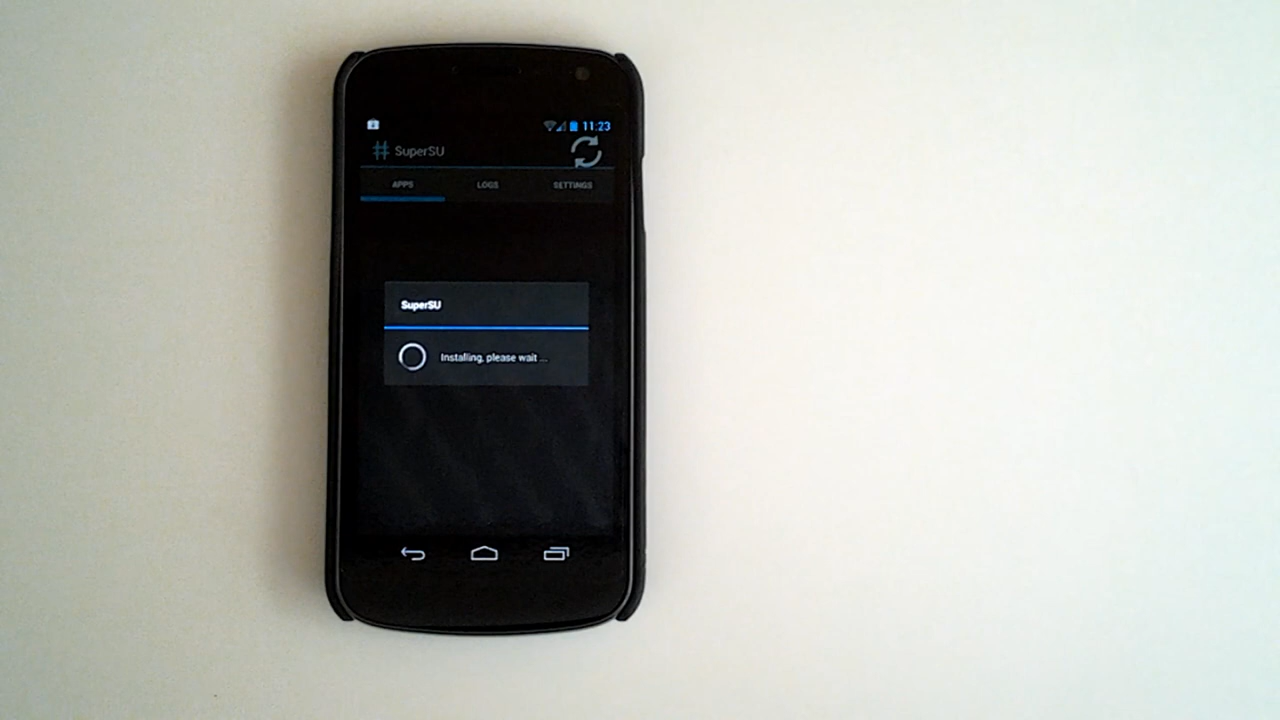 11:23
# SuperSU
APPS LOGS SETTINGS
SuperSU
Installing, please wait ...